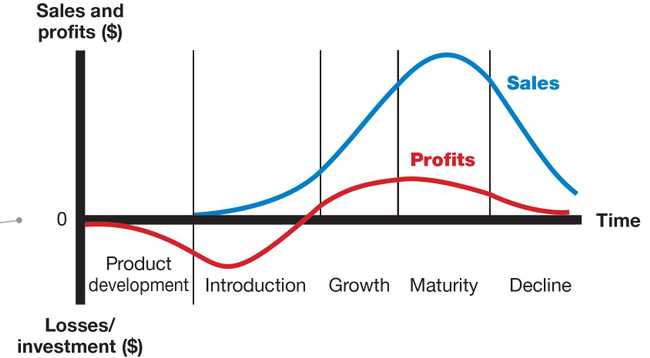 Sales and
profits ($)
Sales
Profits
0
Time
Product
development
Introduction
Growth
Maturity
Decline
Losses/
investment ($)